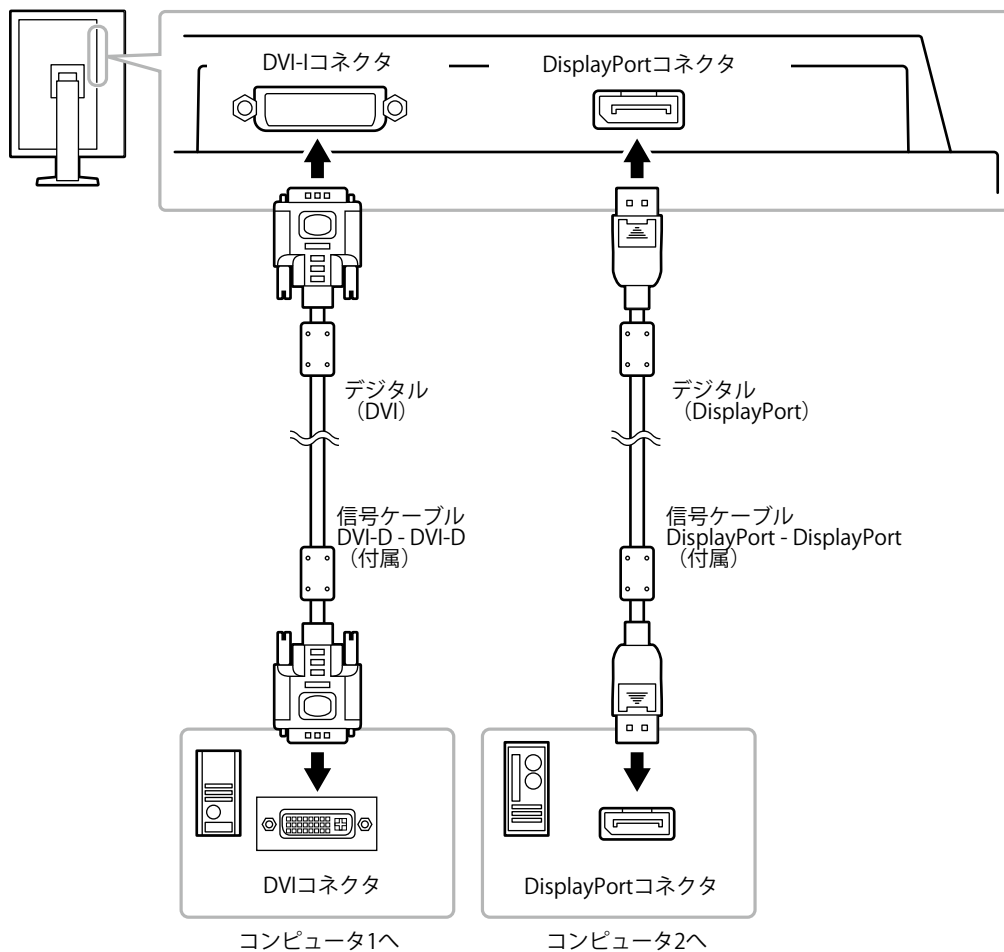 DVI-Iコネクタ
DisplayPortコネクタ
デジタル
（DVI）
デジタル
（DisplayPort）
信号ケーブル
DVI-D - DVI-D
（付属）
信号ケーブル
DisplayPort - DisplayPort
（付属）
DVIコネクタ
DisplayPortコネクタ
コンピュータ1へ
コンピュータ2へ